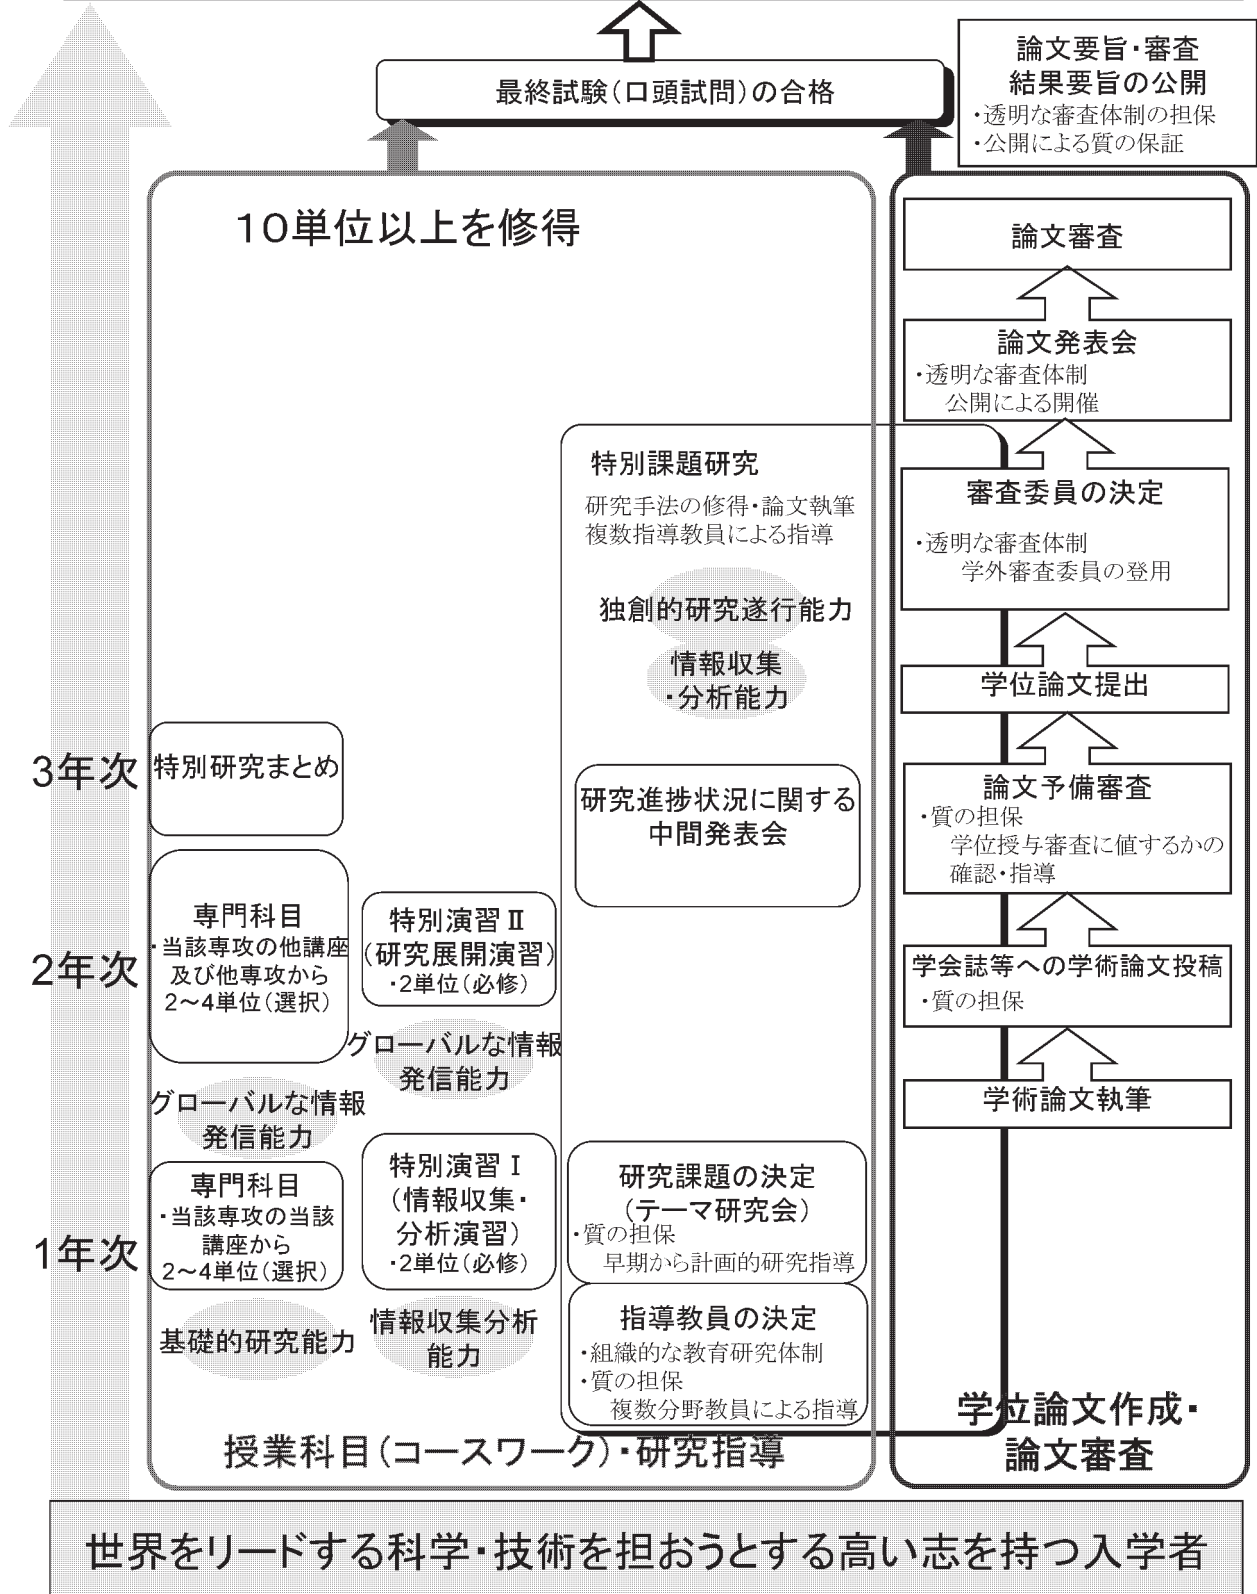 最終試験(口頭試問)の合格
論文要旨・審査
結果要旨の公開
・透明な審査体制の担保
・公開による質の保証
10単位以上を修得
特別課題研究
研究手法の修得・論文執筆
複数指導教員による指導
独創的研究遂行能力
情報収集
・分析能力
3年次
特別研究まとめ
研究進捗状況に関する
中間発表会
2年次
専門科目
・当該専攻の他講座
及び他専攻から
2～4単位(選択)
特別演習Ⅱ
(研究展開演習)
・2単位(必修)
グローバルな情報
発信能力
グローバルな情報
発信能力
1年次
専門科目
・当該専攻の当該
講座から
2～4単位(選択)
特別演習Ⅰ
(情報収集・
分析演習)
・2単位(必修)
研究課題の決定
(テーマ研究会)
・質の担保
早期から計画的研究指導
基礎的研究能力
情報収集分析
能力
指導教員の決定
・組織的な教育研究体制
・質の担保
複数分野教員による指導
授業科目(コースワーク)・研究指導
論文審査
論文発表会
・透明な審査体制
公開による開催
審査委員の決定
・透明な審査体制
学外審査委員の登用
学位論文提出
論文予備審査
・質の担保
学位授与審査に値するかの
確認・指導
学会誌等への学術論文投稿
・質の担保
学術論文執筆
学位論文作成・
論文審査
世界をリードする科学・技術を担おうとする高い志を持つ入学者